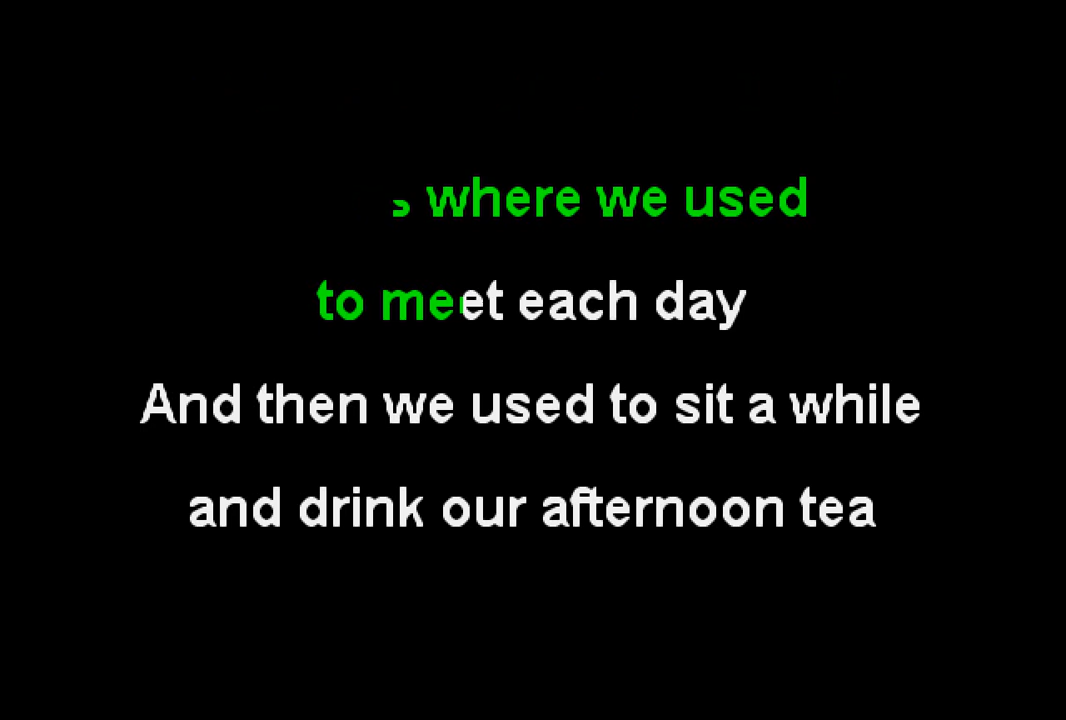 where we used
to meet each day
And then we used to sit a while
and drink our afternoon tea